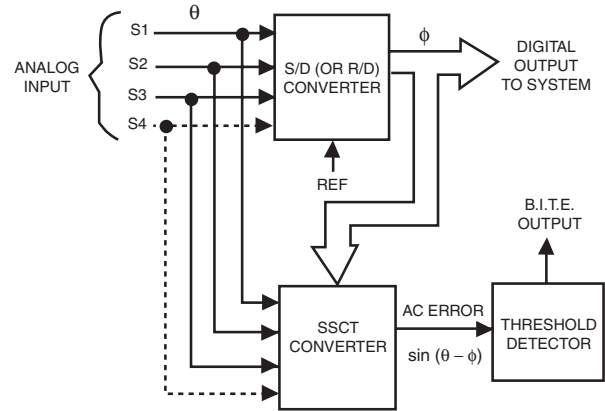 θ
S1
S2
S3
S4
ANALOG
INPUT
S/D (OR R/D)
CONVERTER
ϕ
DIGITAL
OUTPUT
TO SYSTEM
REF
B.I.T.E.
OUTPUT
SSCT
CONVERTER
AC ERROR
sin (θ – ϕ)
THRESHOLD
DETECTOR